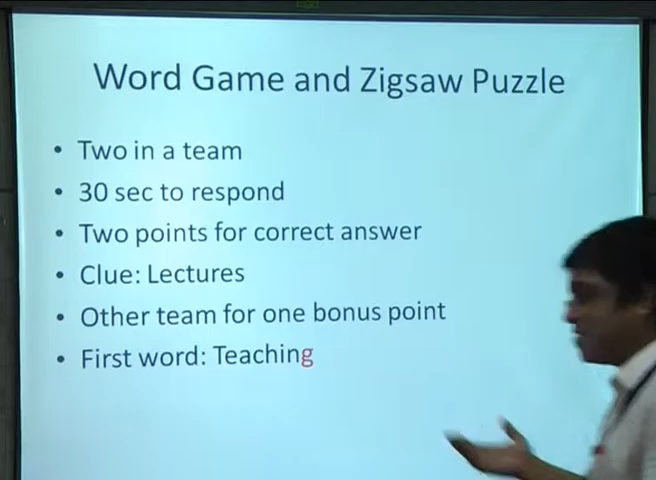 Word Game and Zigsaw Puzzle
• Two in a team
• 30 sec to respond
• Two points for correct answer
• Clue: Lectures
• Other team for one bonus point
• First word: Teaching